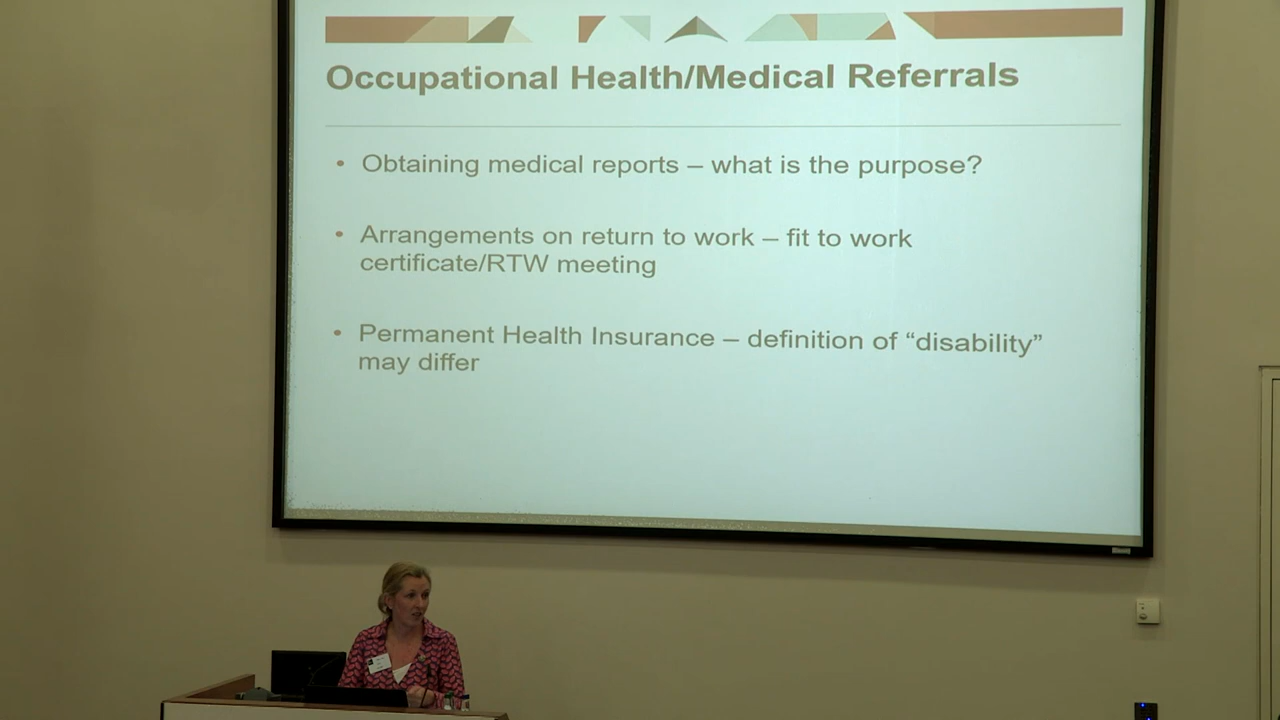 Occupational Health/Medical Referrals
• Obtaining medical reports – what is the purpose?
• Arrangements on return to work – fit to work
certificate/RTW meeting
• Permanent Health Insurance – definition of “disability”
may differ